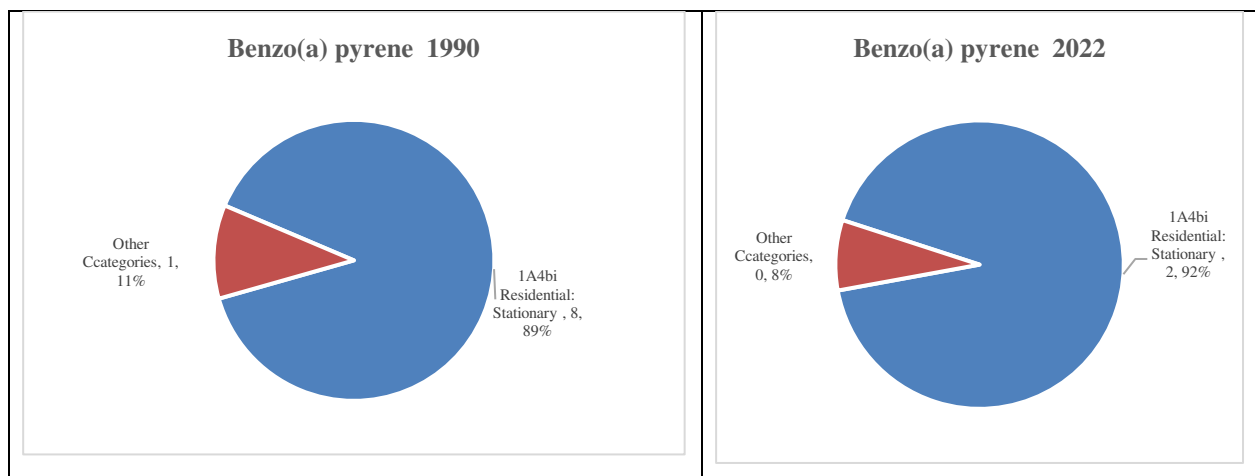 Benzo(a) pyrene 1990
Other
Ccategories, 1,
11%
1A4bi
Residential:
Stationary , 8,
89%
Benzo(a) pyrene 2022
Other
Ccategories,
0, 8%
1A4bi
Residential:
Stationary ,
2, 92%